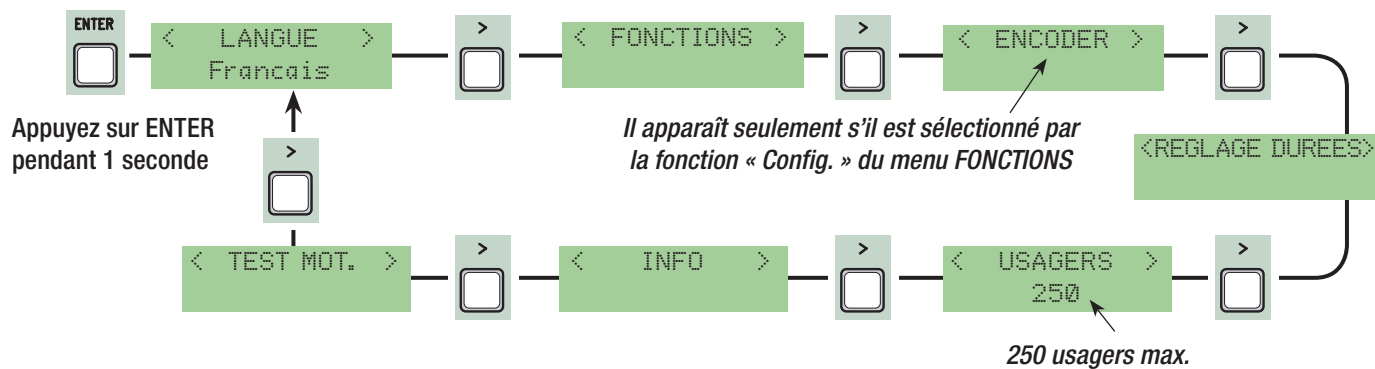 ENTER
< LANGUE >
Francais
>
< FONCTIONS >
>
< ENCODER >
>
Appuyez sur ENTER
pendant 1 seconde
Il apparaît seulement s'il est sélectionné par
la fonction « Config. » du menu FONCTIONS
<REGLAGE DUREES>
>
< TEST MOT. >
>
< INFO >
>
< USAGERS >
250
>
250 usagers max.